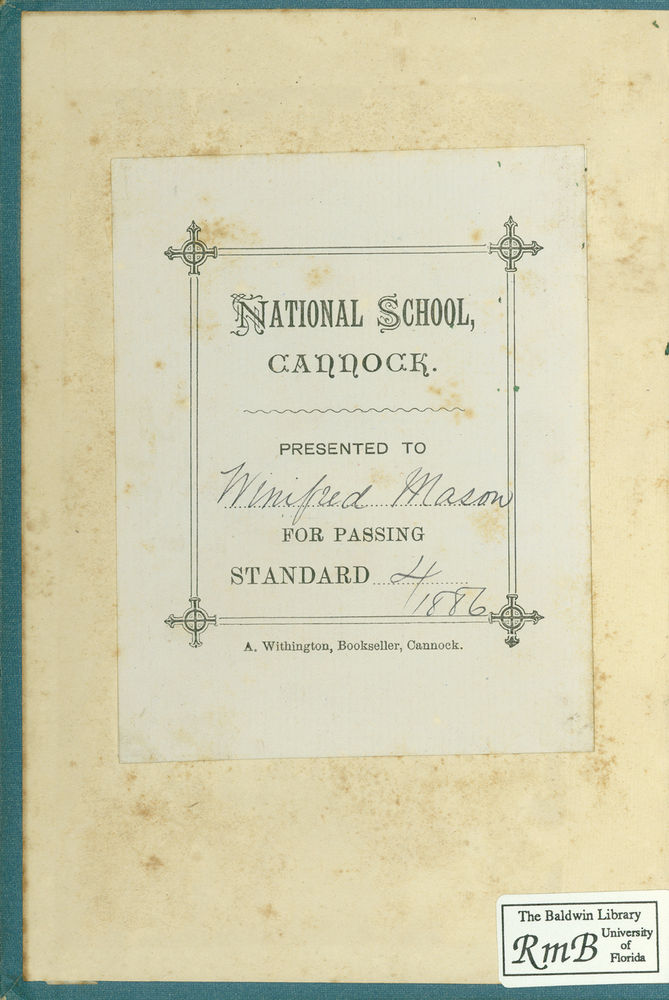 NATIONAL SCHOOL,
CANNOCK.
PRESENTED TO
Winifred Mason
FOR PASSING
STANDARD 4
1886
A. Withington, Bookseller, Cannock.
The Baldwin Library
RmB University
of
Florida